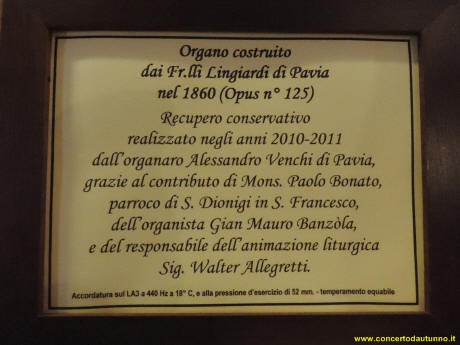 Organo costruito
dai Fr.lli Lingiardi di Pavia
nel 1860 (Opus n° 125)
Recupero conservativo
realizzato negli anni 2010-2011
dall'organaro Alessandro Venchi di Pavia,
grazie al contributo di Mons. Paolo Bonato,
parroco di S. Dionigi in S. Francesco,
dell'organista Gian Mauro Banzòla,
e del responsabile dell'animazione liturgica
Sig. Walter Allegretti.
Accordatura sul LA3 a 440 Hz a 18° C, e alla pressione d'esercizio di 52 mm. - temperamento equabile
www.concertodautunno.it